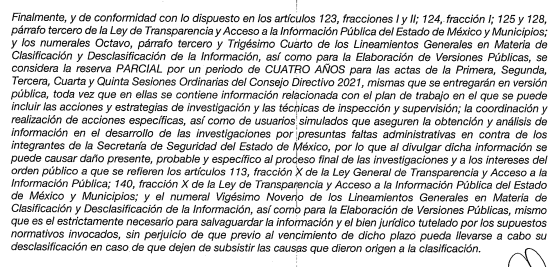 Finalmente, y de conformidad con lo dispuesto en los artículos 123, fracciones I y II; 124, fracción I; 125 y 128,
párrafo tercero de la Ley de Transparencia y Acceso a la Información Pública del Estado de México y Municipios;
y los numerales Octavo, párrafo tercero y Trigésimo Cuarto de los Lineamientos Generales en Materia de
Clasificación y Desclasificación de la Información, así como para la Elaboración de Versiones Públicas, se
considera la reserva PARCIAL por un periodo de CUATRO AÑOS para las actas de la Primera, Segunda,
Tercera, Cuarta y Quinta Sesiones Ordinarias del Consejo Directivo 2021, mismas que se entregarán en versión
pública, toda vez que en ellas se contiene información relacionada con el plan de trabajo en el que se puede
incluir las acciones y estrategias de investigación y las técnicas de inspección y supervisión; la coordinación y
realización de acciones específicas, así como de usuarios simulados que aseguren la obtención y análisis de
información en el desarrollo de las investigaciones por presuntas faltas administrativas en contra de los
integrantes de la Secretaría de Seguridad del Estado de México, por lo que al divulgar dicha información se
puede causar daño presente, probable y específico al proceso final de las investigaciones y a los intereses del
orden público a que se refieren los artículos 113, fracción X de la Ley General de Transparencia y Acceso a la
Información Pública; 140, fracción X de la Ley de Transparencia y Acceso a la Información Pública del Estado
de México y Municipios; y el numeral Vigésimo Noveno de los Lineamientos Generales en Materia de
Clasificación y Desclasificación de la Información, así como para la Elaboración de Versiones Públicas, mismo
que es el estrictamente necesario para salvaguardar la información y el bien jurídico tutelado por los supuestos
normativos invocados, sin perjuicio de que previo al vencimiento de dicho plazo pueda llevarse a cabo su
desclasificación en caso de que dejen de subsistir las causas que dieron origen a la clasificación.